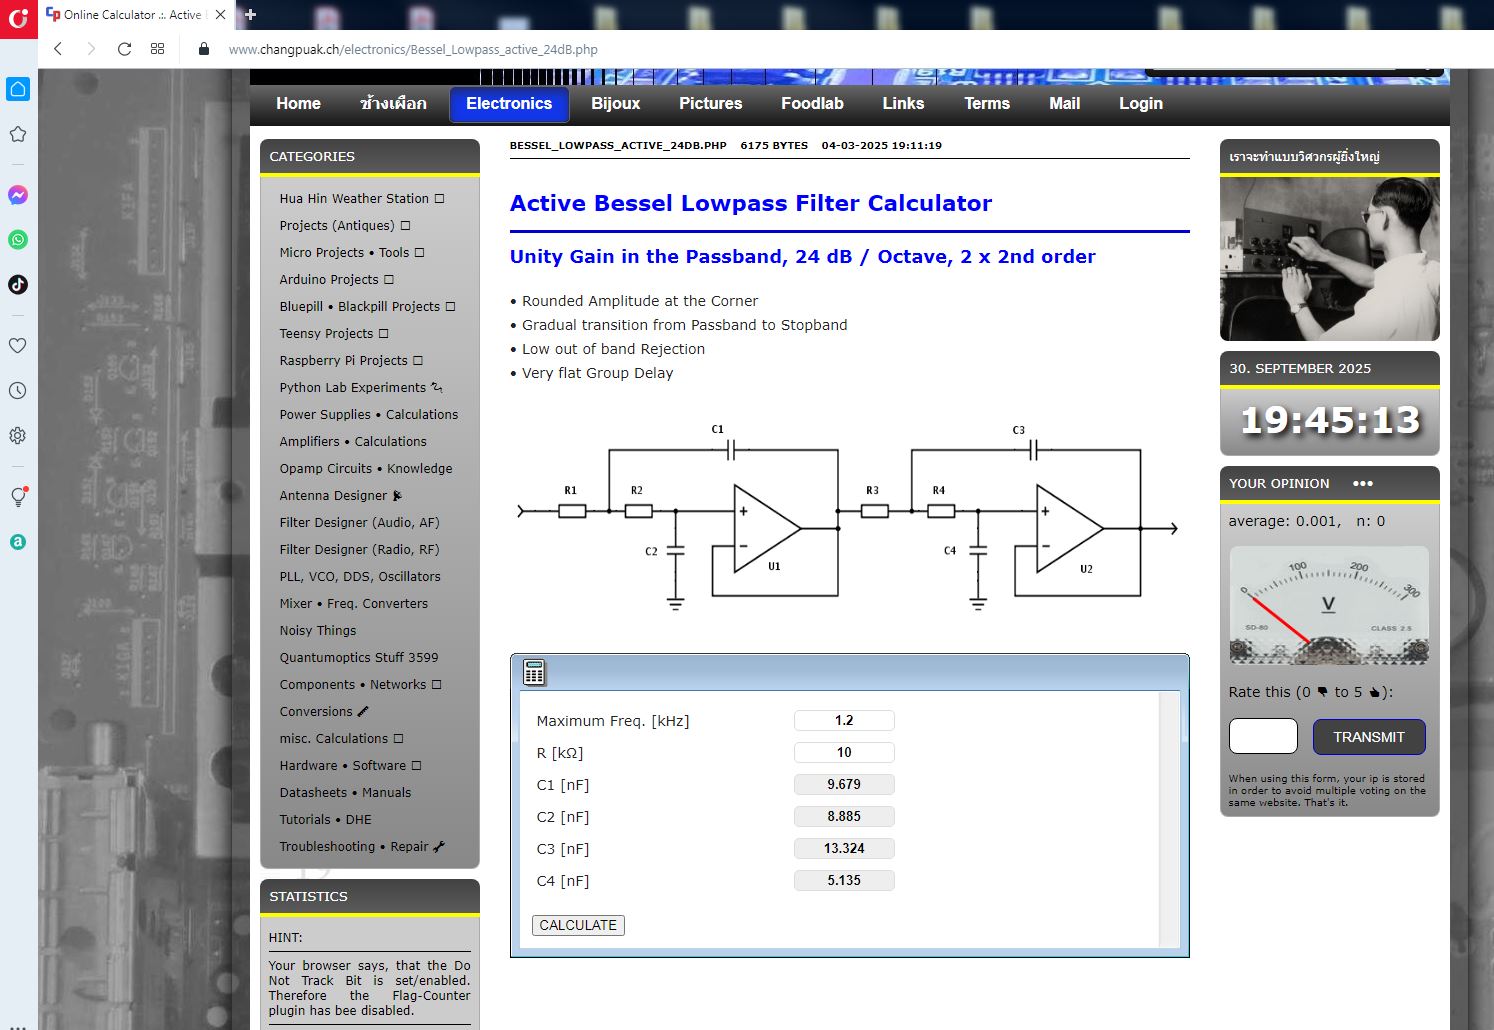 Online Calculator .:. Active
www.changpuak.ch/electronics/Bessel_Lowpass_active_24dB.php
Home ช้างเผือก Electronics Bijoux Pictures Foodlab Links Terms Mail Login
CATEGORIES
Hua Hin Weather Station
Projects (Antiques)
Micro Projects • Tools
Arduino Projects
Bluepill • Blackpill Projects
Teensy Projects
Raspberry Pi Projects
Python Lab Experiments
Power Supplies • Calculations
Amplifiers • Calculations
Opamp Circuits • Knowledge
Antenna Designer
Filter Designer (Audio, AF)
Filter Designer (Radio, RF)
PLL, VCO, DDS, Oscillators
Mixer • Freq. Converters
Noisy Things
Quantumoptics Stuff 3599
Components • Networks
Conversions
misc. Calculations
Hardware • Software
Datasheets • Manuals
Tutorials • DHE
Troubleshooting • Repair
STATISTICS
HINT:
Your browser says, that the Do
Not Track Bit is set/enabled.
Therefore the Flag-Counter
plugin has bee disabled.
BESSEL_LOWPASS_ACTIVE_24DB.PHP 6175 BYTES 04-03-2025 19:11:19
Active Bessel Lowpass Filter Calculator
Unity Gain in the Passband, 24 dB / Octave, 2 x 2nd order
• Rounded Amplitude at the Corner
• Gradual transition from Passband to Stopband
• Low out of band Rejection
• Very flat Group Delay
C1 C3
R1 R2 R3 R4
+ +
C2 − C4 −
U1 U2
Maximum Freq. [kHz] 1.2
R [kΩ] 10
C1 [nF] 9.679
C2 [nF] 8.885
C3 [nF] 13.324
C4 [nF] 5.135
CALCULATE
เราจะทำแบบวิศวกรผู้ยิ่งใหญ่
30. SEPTEMBER 2025
19:45:13
YOUR OPINION •••
average: 0.001, n: 0
0 100 200 300
V
SD-80 CLASS 2.5
Rate this (0 to 5 ):
TRANSMIT
When using this form, your ip is stored
in order to avoid multiple voting on the
same website. That's it.